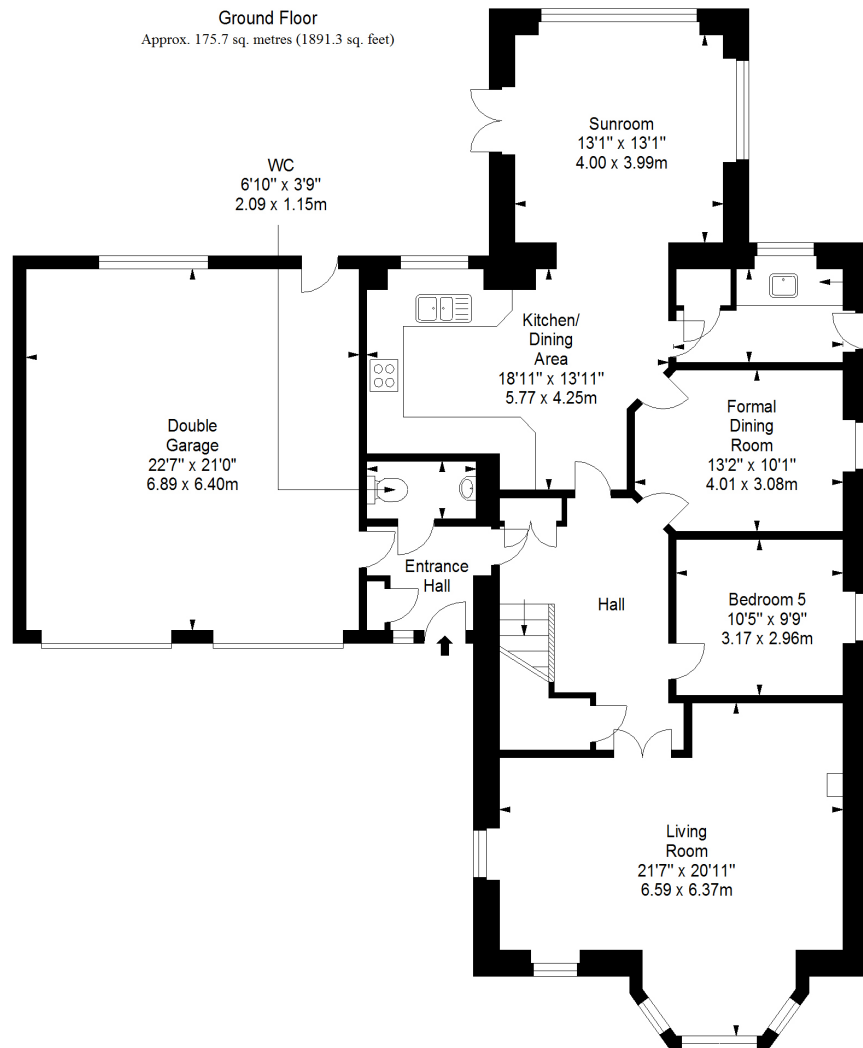 Ground Floor
Approx. 175.7 sq. metres (1891.3 sq. feet)
Sunroom
13'1" x 13'1"
4.00 x 3.99m
WC
6'10" x 3'9"
2.09 x 1.15m
Kitchen/
Dining
Area
18'11" x 13'11"
5.77 x 4.25m
Double
Garage
22'7" x 21'0"
6.89 x 6.40m
Formal
Dining
Room
13'2" x 10'1"
4.01 x 3.08m
Entrance
Hall
Hall
Bedroom 5
10'5" x 9'9"
3.17 x 2.96m
Living
Room
21'7" x 20'11"
6.59 x 6.37m